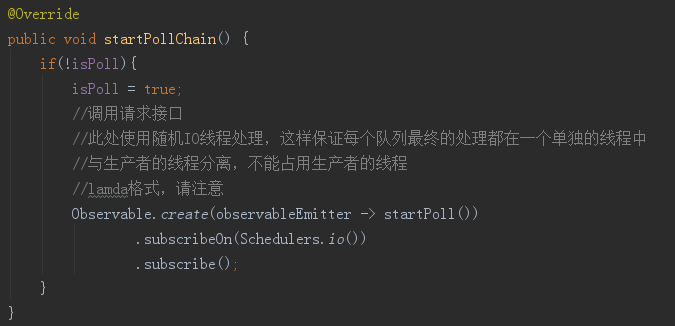 @Override
public void startPollChain() {
if(!isPoll){
isPoll = true;
//调用请求接口
//此处使用随机IO线程处理，这样保证每个队列最终的处理都在一个单独的线程中
//与生产者的线程分离，不能占用生产者的线程
//lamda格式，请注意
Observable.create(observableEmitter -> startPoll())
.subscribeOn(Schedulers.io())
.subscribe();
}
}